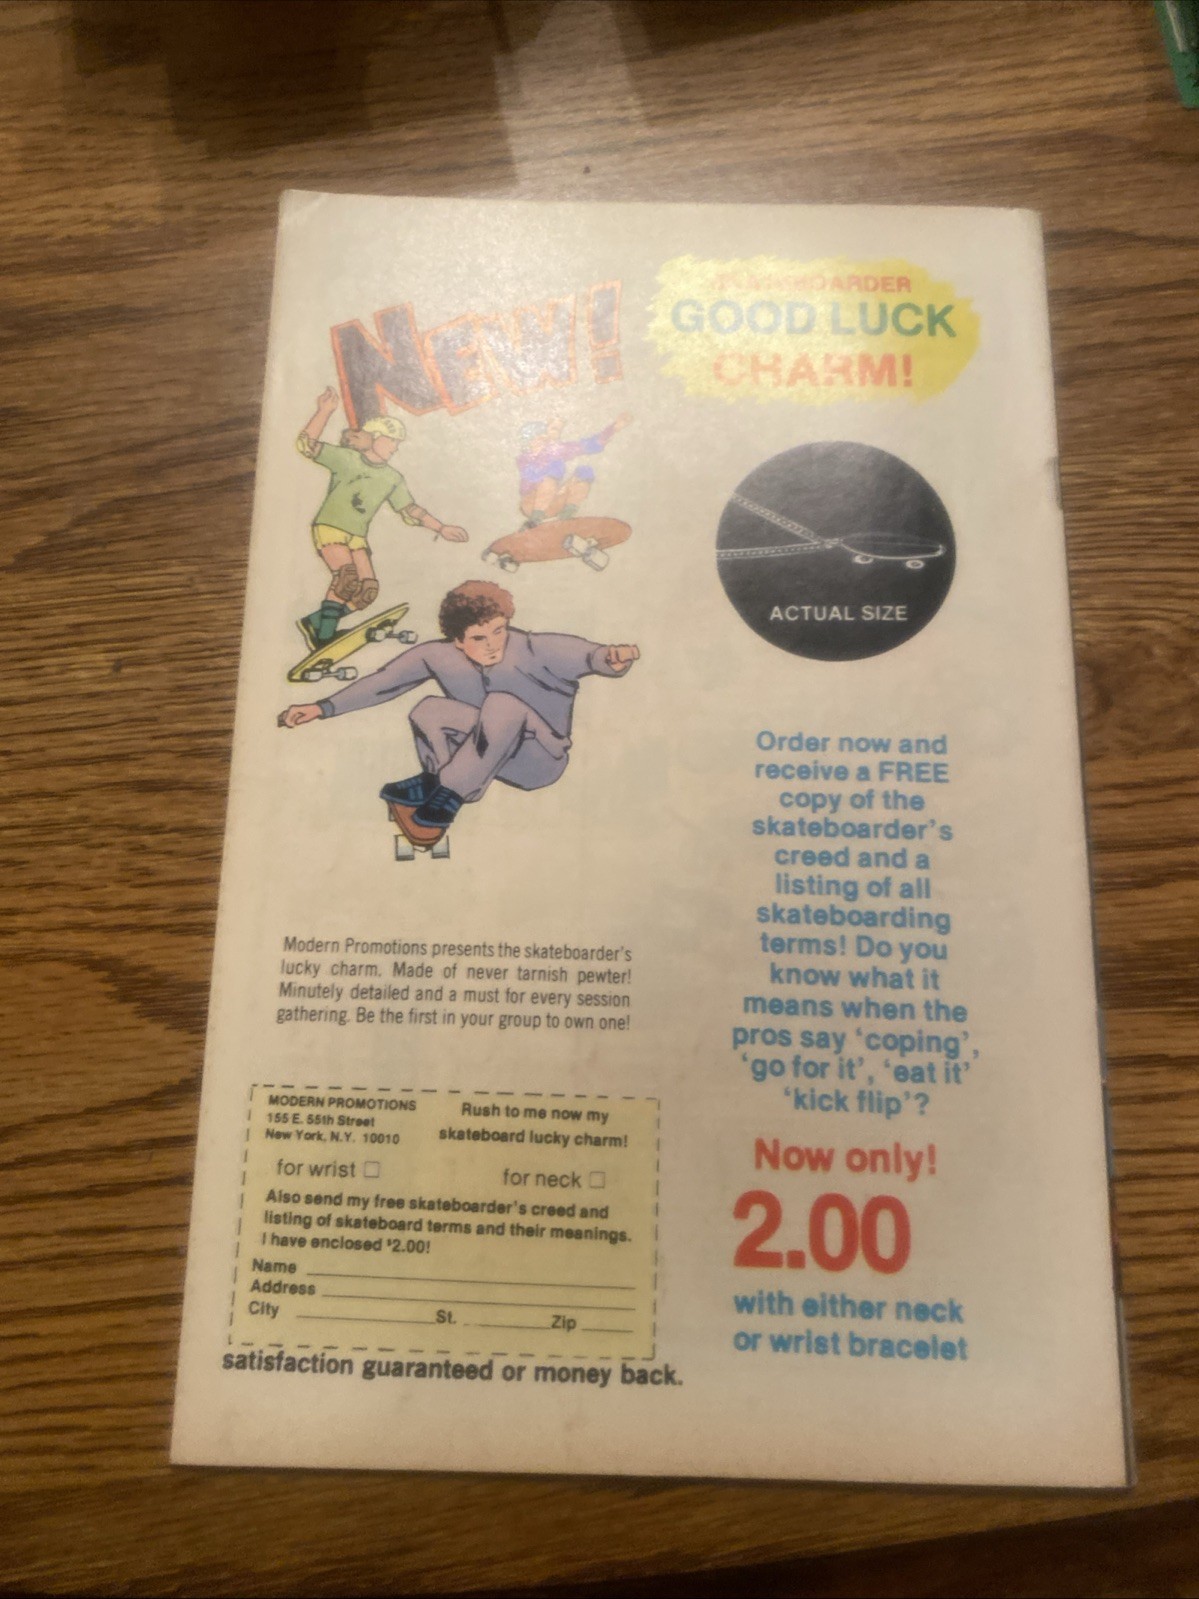 NEW!
SKATEBOARDER
GOOD LUCK
CHARM!
ACTUAL SIZE
Order now and
receive a FREE
copy of the
skateboarder's
creed and a
listing of all
skateboarding
terms! Do you
know what it
means when the
pros say 'coping',
'go for it', 'eat it'
'kick flip'?
Now only!
2.00
with either neck
or wrist bracelet
Modern Promotions presents the skateboarder's
lucky charm. Made of never tarnish pewter!
Minutely detailed and a must for every session
gathering. Be the first in your group to own one!
MODERN PROMOTIONS
155 E. 55th Street
New York, N.Y. 10010
Rush to me now my
skateboard lucky charm!
for wrist □ for neck □
Also send my free skateboarder's creed and
listing of skateboard terms and their meanings.
I have enclosed $2.00!
Name
Address
City St. Zip
satisfaction guaranteed or money back.